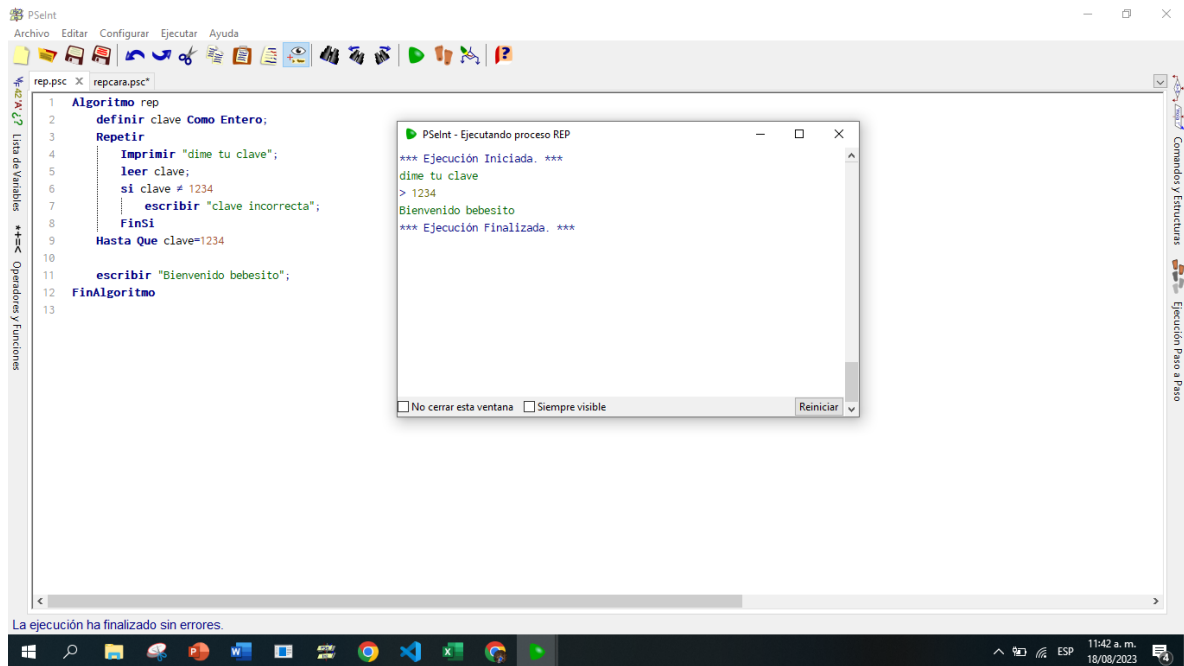 PSeInt
Archivo Editar Configurar Ejecutar Ayuda
rep.psc X repcara.psc*
1 Algoritmo rep
2 definir clave Como Entero;
3 Repetir
4 Imprimir "dime tu clave";
5 leer clave;
6 si clave ≠ 1234
7 escribir "clave incorrecta";
8 FinSi
9 Hasta Que clave=1234
10
11 escribir "Bienvenido bebesito";
12 FinAlgoritmo
13
Lista de Variables
*+=< Operadores y Funciones
PSeInt - Ejecutando proceso REP
*** Ejecución Iniciada. ***
dime tu clave
> 1234
Bienvenido bebesito
*** Ejecución Finalizada. ***
No cerrar esta ventana Siempre visible Reiniciar
Comandos y Estructuras
Ejecución Paso a Paso
La ejecución ha finalizado sin errores.
ESP
11:42 a. m.
18/08/2023
4